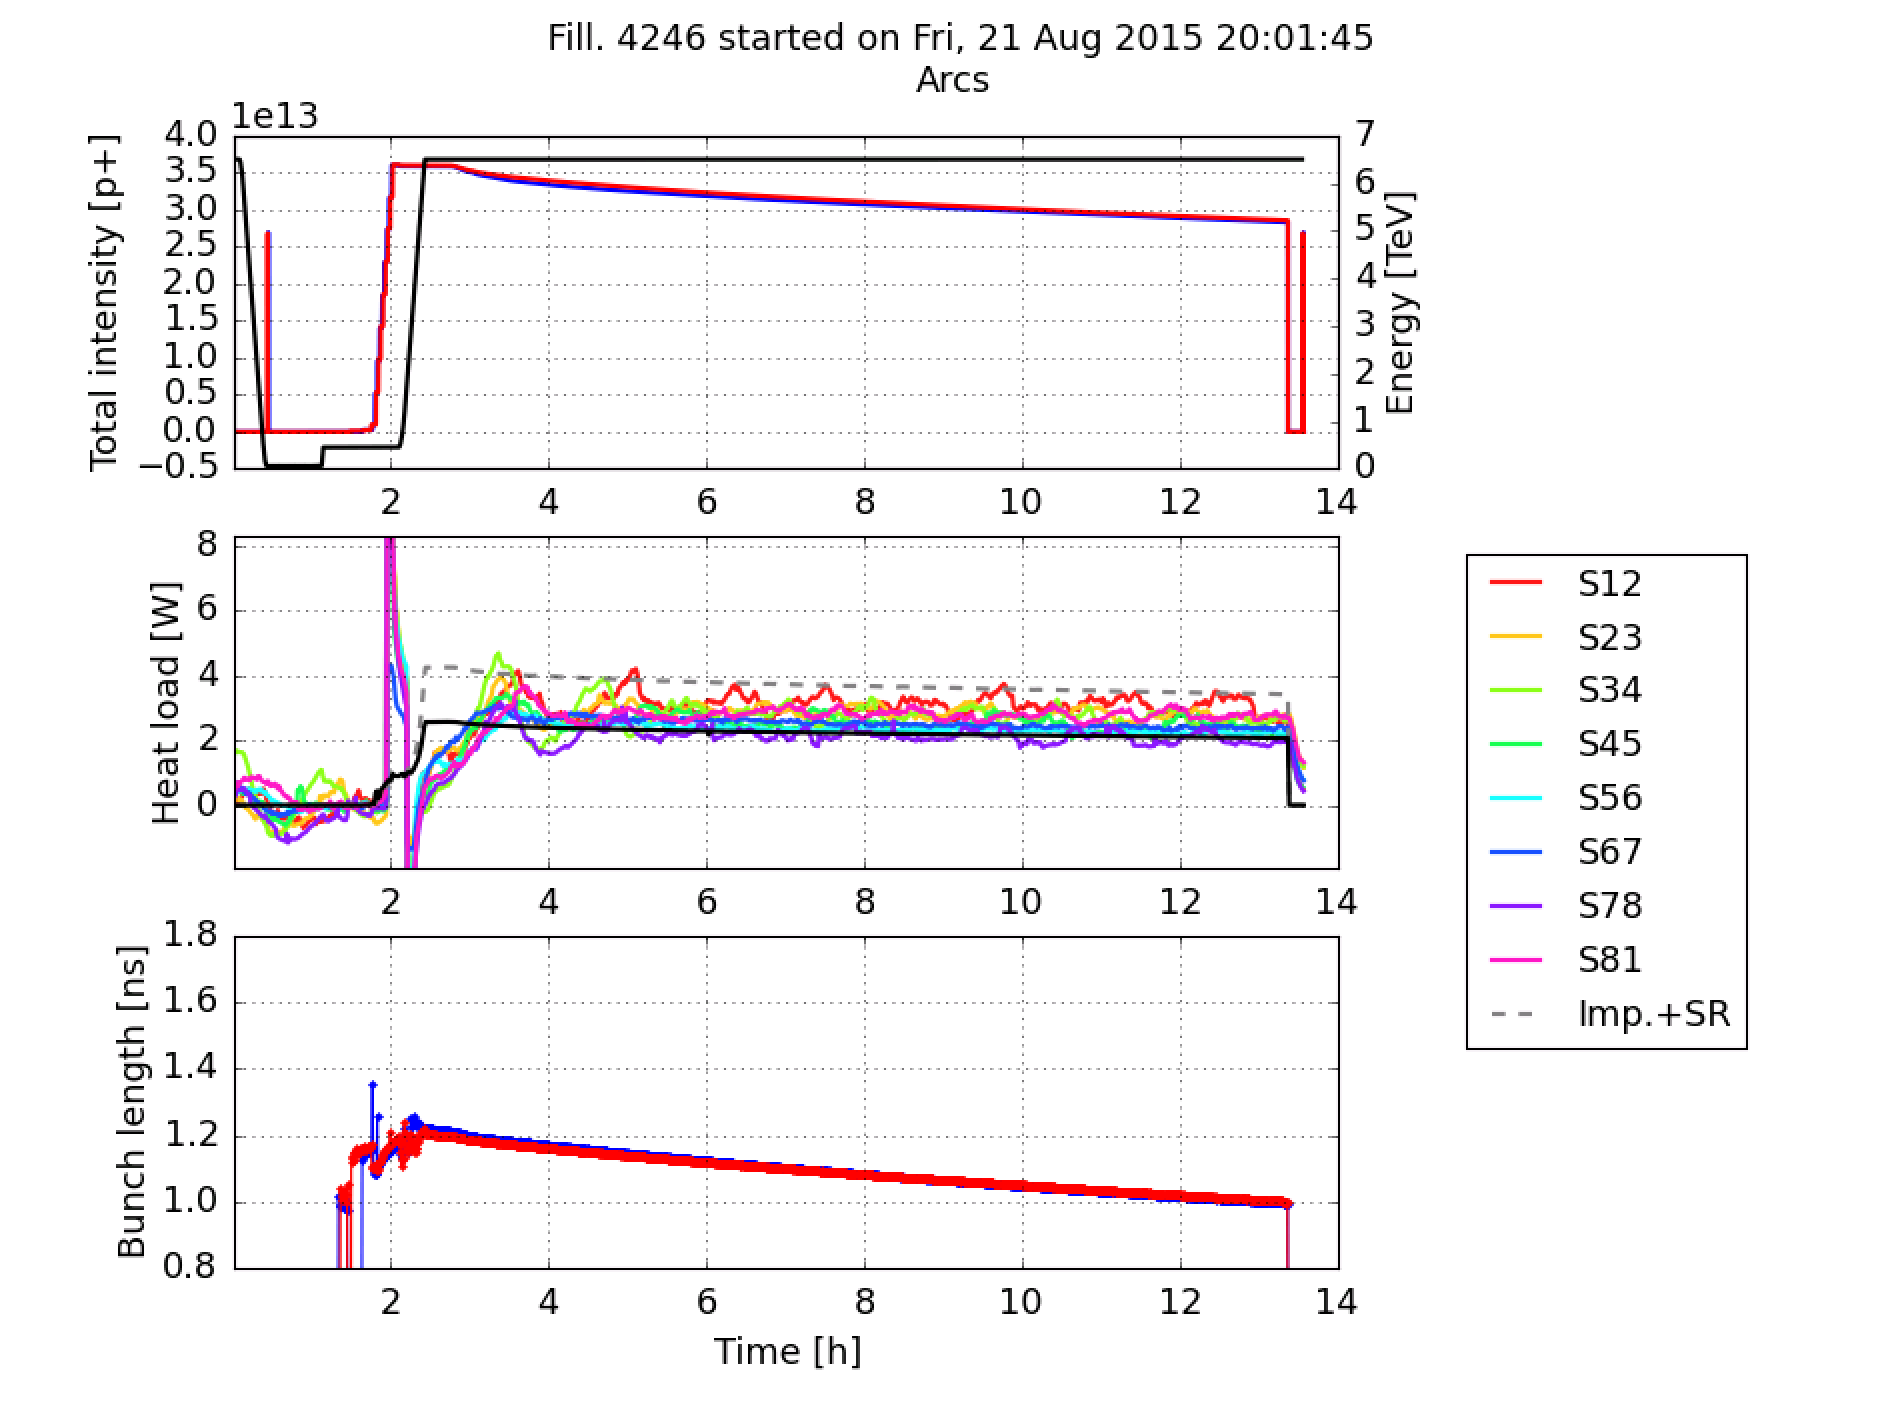 Fill. 4246 started on Fri, 21 Aug 2015 20:01:45
Arcs
1e13
Total intensity [p+]
4.0
3.5
3.0
2.5
2.0
1.5
1.0
0.5
0.0
−0.5
7
6
5
4
3
2
1
0
Energy [TeV]
2 4 6 8 10 12 14
Heat load [W]
8
6
4
2
0
2 4 6 8 10 12 14
S12
S23
S34
S45
S56
S67
S78
S81
Imp.+SR
Bunch length [ns]
1.8
1.6
1.4
1.2
1.0
0.8
2 4 6 8 10 12 14
Time [h]